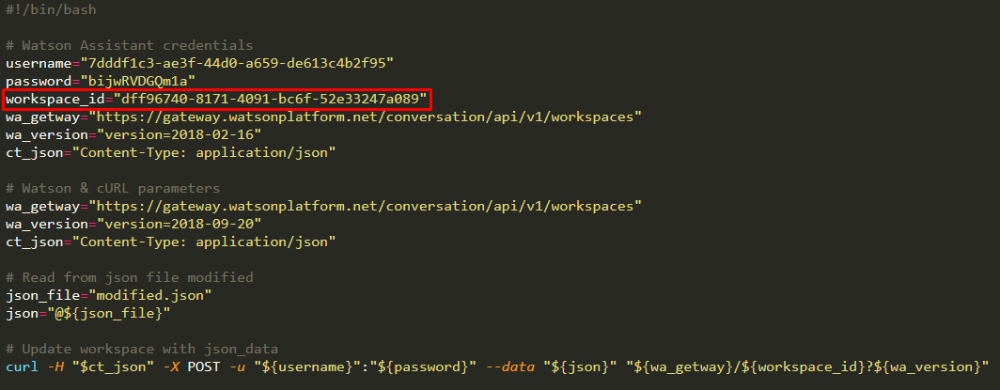 #!/bin/bash
# Watson Assistant credentials
username="7dddf1c3-ae3f-44d0-a659-de613c4b2f95"
password="bijwRVDGQm1a"
workspace_id="dff96740-8171-4091-bc6f-52e33247a089"
wa_getway="https://gateway.watsonplatform.net/conversation/api/v1/workspaces"
wa_version="version=2018-02-16"
ct_json="Content-Type: application/json"
# Watson & cURL parameters
wa_getway="https://gateway.watsonplatform.net/conversation/api/v1/workspaces"
wa_version="version=2018-09-20"
ct_json="Content-Type: application/json"
# Read from json file modified
json_file="modified.json"
json="@${json_file}"
# Update workspace with json_data
curl -H "$ct_json" -X POST -u "${username}":"${password}" --data "${json}" "${wa_getway}/${workspace_id}?${wa_version}"